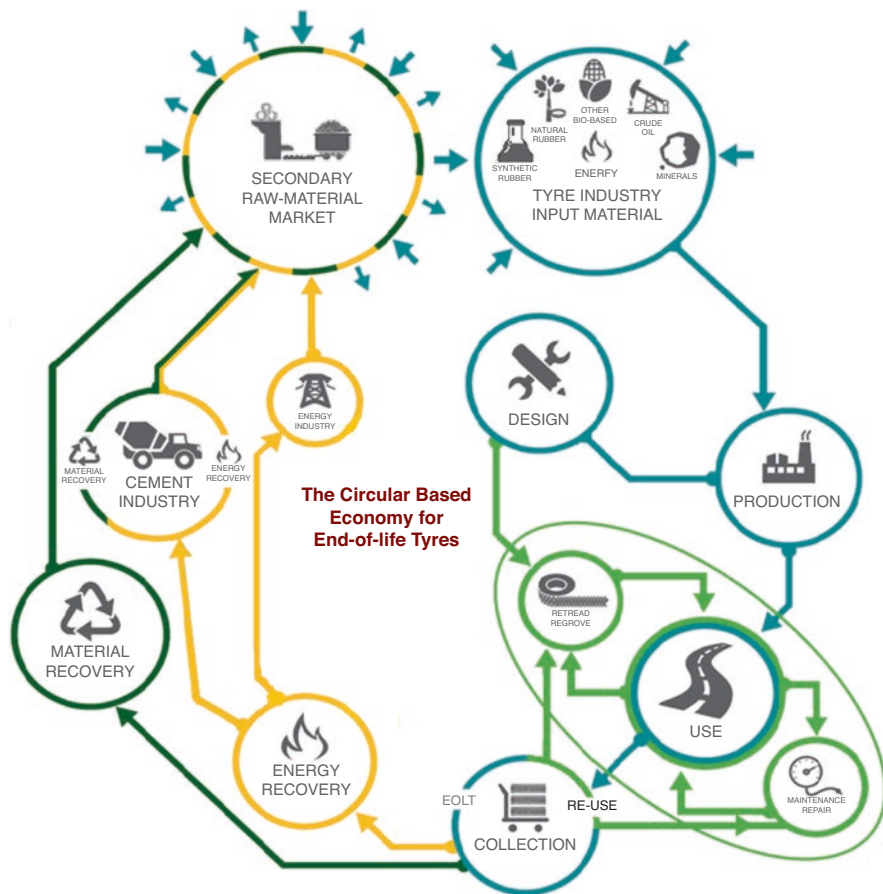 SECONDARY
RAW-MATERIAL
MARKET
NATURAL
RUBBER
OTHER
BIO-BASED
CRUDE
OIL
SYNTHETIC
RUBBER
ENERFY
MINERALS
TYRE INDUSTRY
INPUT MATERIAL
DESIGN
ENERGY
INDUSTRY
MATERIAL
RECOVERY
ENERGY
RECOVERY
CEMENT
INDUSTRY
PRODUCTION
The Circular Based
Economy for
End-of-life Tyres
RETREAD
REGROVE
MATERIAL
RECOVERY
USE
ENERGY
RECOVERY
EOLT
RE-USE
COLLECTION
MAINTENANCE
REPAIR